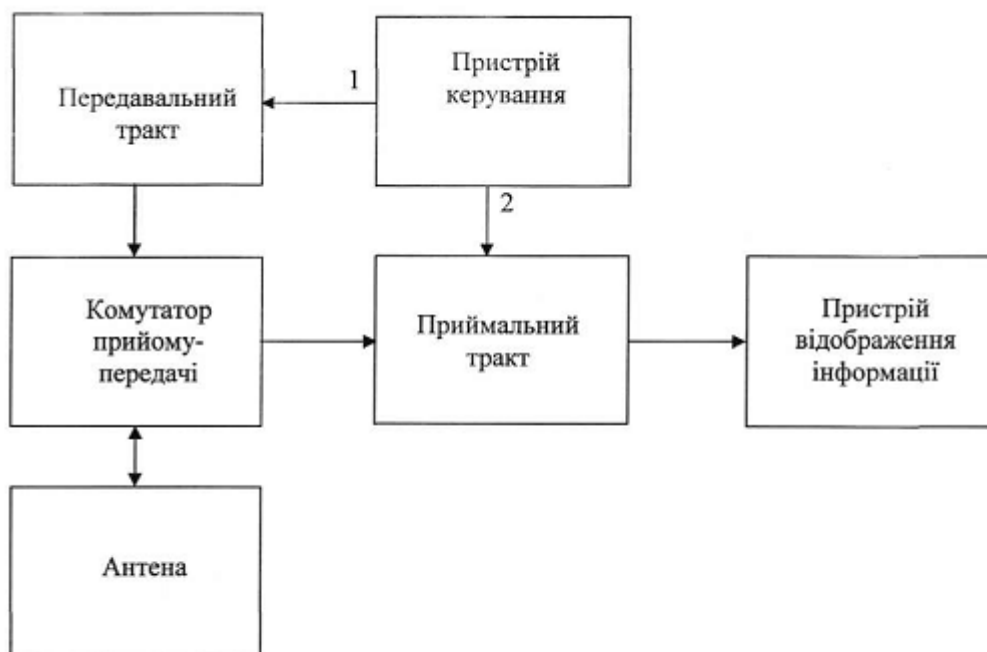 Передавальний
тракт
1
Пристрій
керування
2
Комутатор
прийому-
передачі
Приймальний
тракт
Пристрій
відображення
інформації
Антена